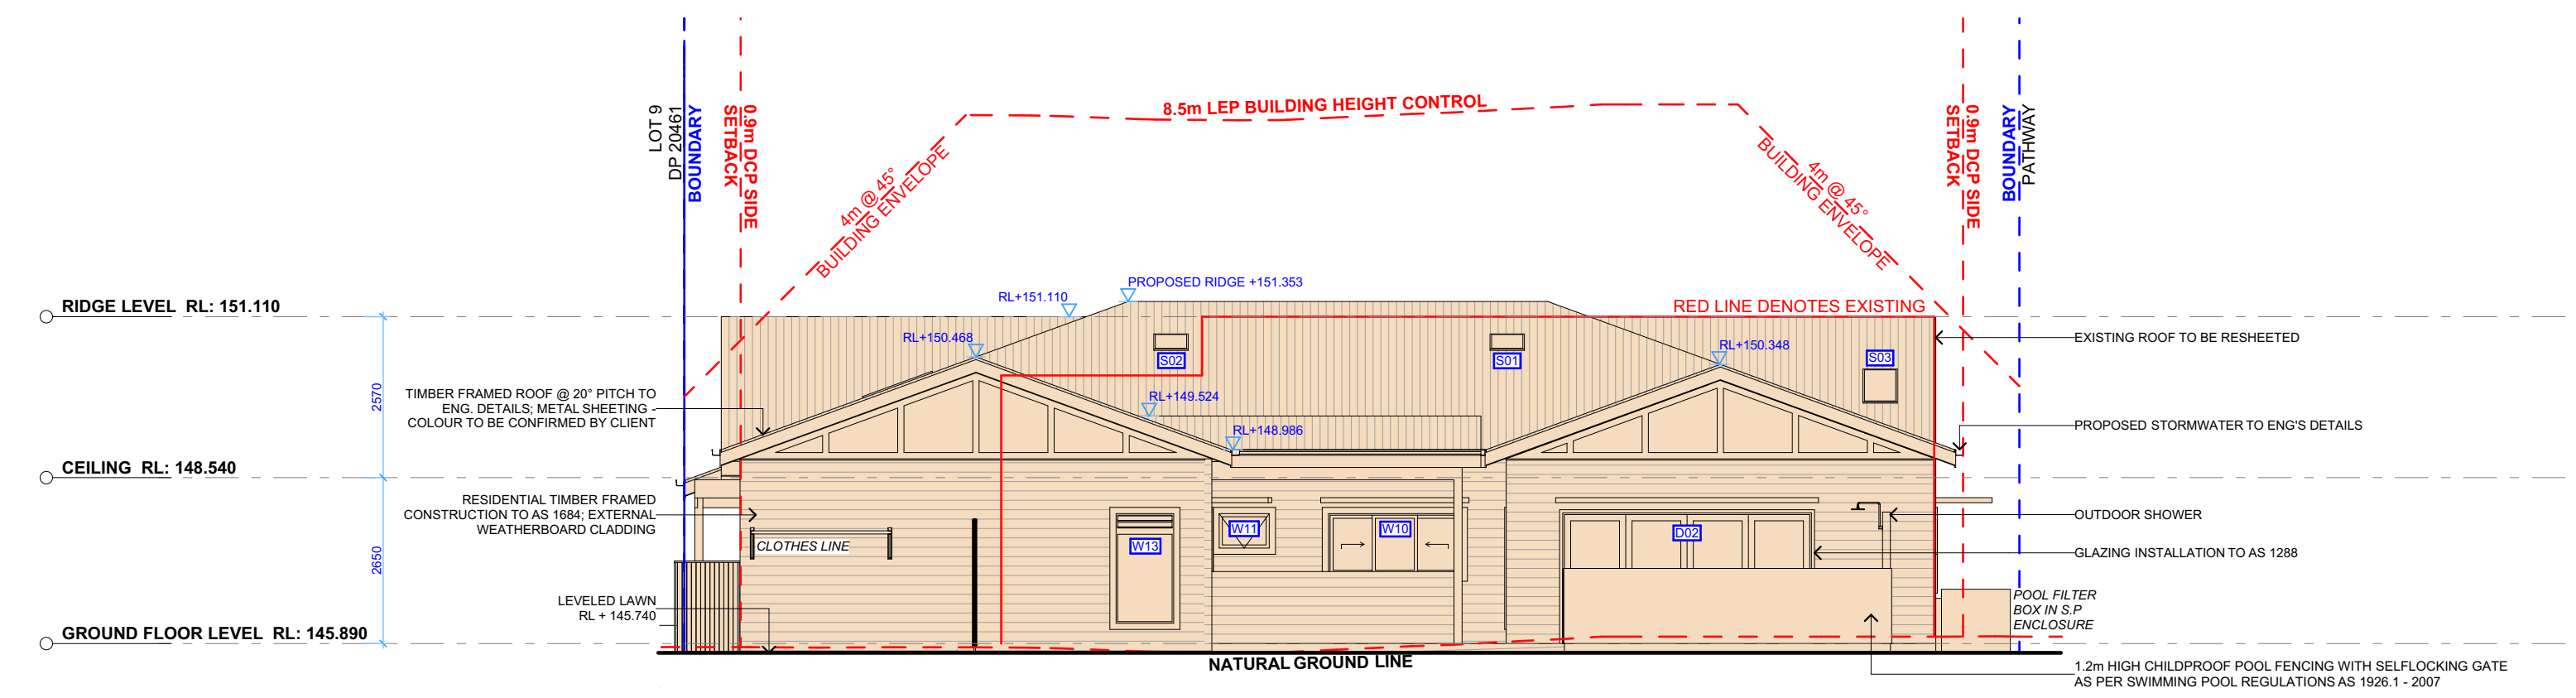 LOT 9
DP 20461
BOUNDARY
0.9m DCP SIDE
SETBACK
4m @ 45°
BUILDING ENVELOPE
8.5m LEP BUILDING HEIGHT CONTROL
4m @ 45°
BUILDING ENVELOPE
0.9m DCP SIDE
SETBACK
BOUNDARY
PATHWAY
RIDGE LEVEL RL: 151.110
RL+151.110
PROPOSED RIDGE +151.353
RED LINE DENOTES EXISTING
RL+150.468
S02
S01
RL+150.348
S03
EXISTING ROOF TO BE RESHEETED
2570
TIMBER FRAMED ROOF @ 20° PITCH TO
ENG. DETAILS; METAL SHEETING -
COLOUR TO BE CONFIRMED BY CLIENT
RL+149.524
RL+148.986
PROPOSED STORMWATER TO ENG'S DETAILS
CEILING RL: 148.540
RESIDENTIAL TIMBER FRAMED
CONSTRUCTION TO AS 1684; EXTERNAL
WEATHERBOARD CLADDING
CLOTHES LINE
W13
W11
W10
D02
OUTDOOR SHOWER
GLAZING INSTALLATION TO AS 1288
2650
LEVELED LAWN
RL + 145.740
POOL FILTER
BOX IN S.P
ENCLOSURE
GROUND FLOOR LEVEL RL: 145.890
NATURAL GROUND LINE
1.2m HIGH CHILDPROOF POOL FENCING WITH SELFLOCKING GATE
AS PER SWIMMING POOL REGULATIONS AS 1926.1 - 2007